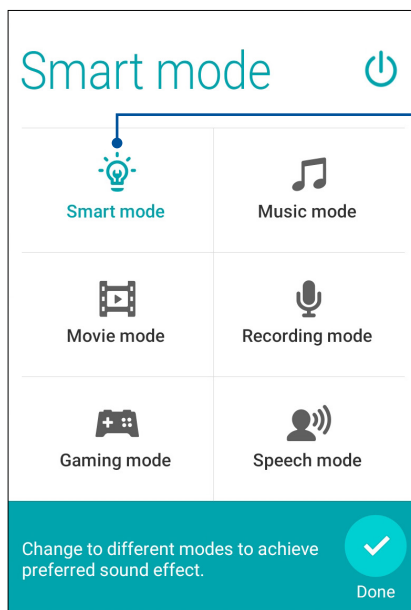 Smart mode
Smart mode
Music mode
Movie mode
Recording mode
Gaming mode
Speech mode
Change to different modes to achieve
preferred sound effect.
Done